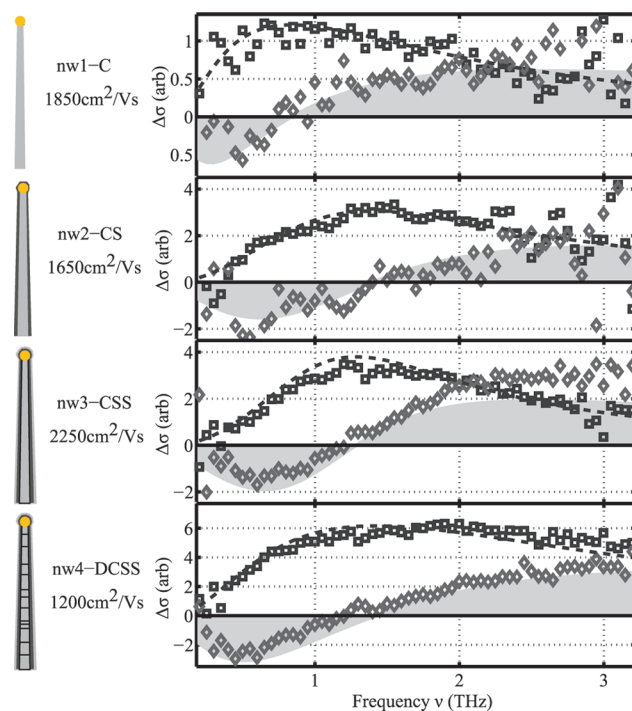 nw1−C
1850cm²/Vs
Δσ (arb)
1
0.5
0
0.5
nw2−CS
1650cm²/Vs
Δσ (arb)
4
2
0
−2
nw3−CSS
2250cm²/Vs
Δσ (arb)
4
2
0
−2
nw4−DCSS
1200cm²/Vs
Δσ (arb)
6
4
2
0
−2
1 2 3
Frequency ν (THz)